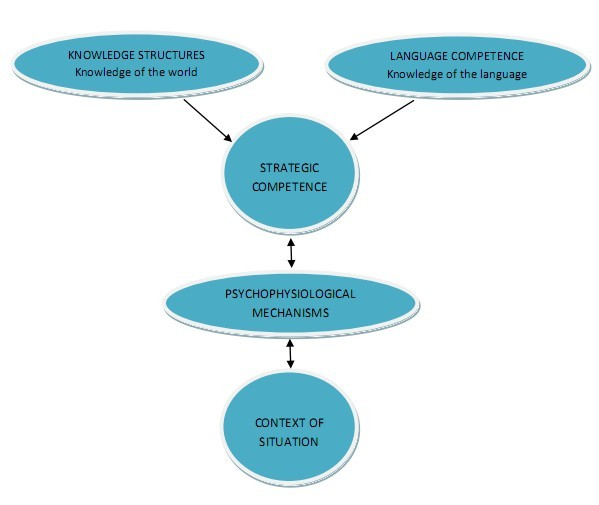 KNOWLEDGE STRUCTURES
Knowledge of the world
LANGUAGE COMPETENCE
Knowledge of the language
STRATEGIC
COMPETENCE
PSYCHOPHYSIOLOGICAL
MECHANISMS
CONTEXT OF
SITUATION